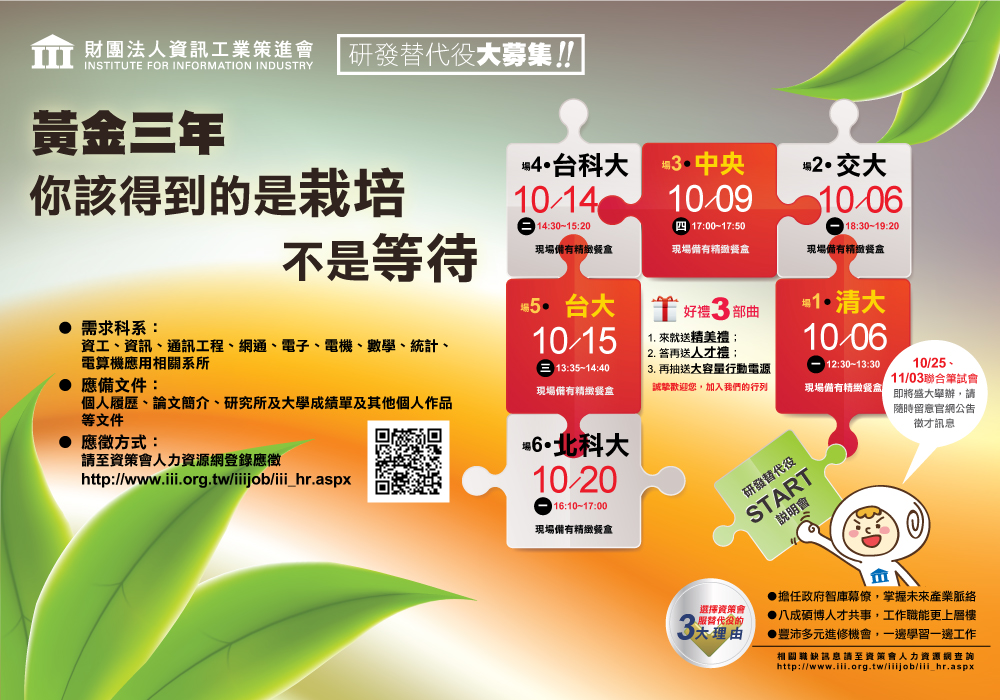 財團法人資訊工業策進會
INSTITUTE FOR INFORMATION INDUSTRY
研發替代役大募集!!
黃金三年
你該得到的是栽培
不是等待
● 需求科系：
資工、資訊、通訊工程、網通、電子、電機、數學、統計、
電算機應用相關系所
● 應備文件：
個人履歷、論文簡介、研究所及大學成績單及其他個人作品
等文件
● 應徵方式：
請至資策會人力資源網登錄應徵
http://www.iii.org.tw/iiijob/iii_hr.aspx
場4•台科大
10/14
二 14:30~15:20
現場備有精緻餐盒
場3•中央
10/09
四 17:00~17:50
現場備有精緻餐盒
場2•交大
10/06
一 18:30~19:20
現場備有精緻餐盒
場5•台大
10/15
三 13:35~14:40
現場備有精緻餐盒
好禮3部曲
1. 來就送精美禮；
2. 答再送人才禮；
3. 再抽送大容量行動電源
誠摯歡迎您，加入我們的行列
場1•清大
10/06
一 12:30~13:30
現場備有精緻餐盒
10/25、
11/03聯合筆試會
即將盛大舉辦，請
隨時留意官網公告
徵才訊息
場6•北科大
10/20
一 16:10~17:00
現場備有精緻餐盒
研發替代役
START
說明會
選擇資策會
服替代役的
3大理由
●擔任政府智庫幕僚，掌握未來產業脈絡
●八成碩博人才共事，工作職能更上層樓
●豐沛多元進修機會，一邊學習一邊工作
相關職缺訊息請至資策會人力資源網查詢
http://www.iii.org.tw/iiijob/iii_hr.aspx